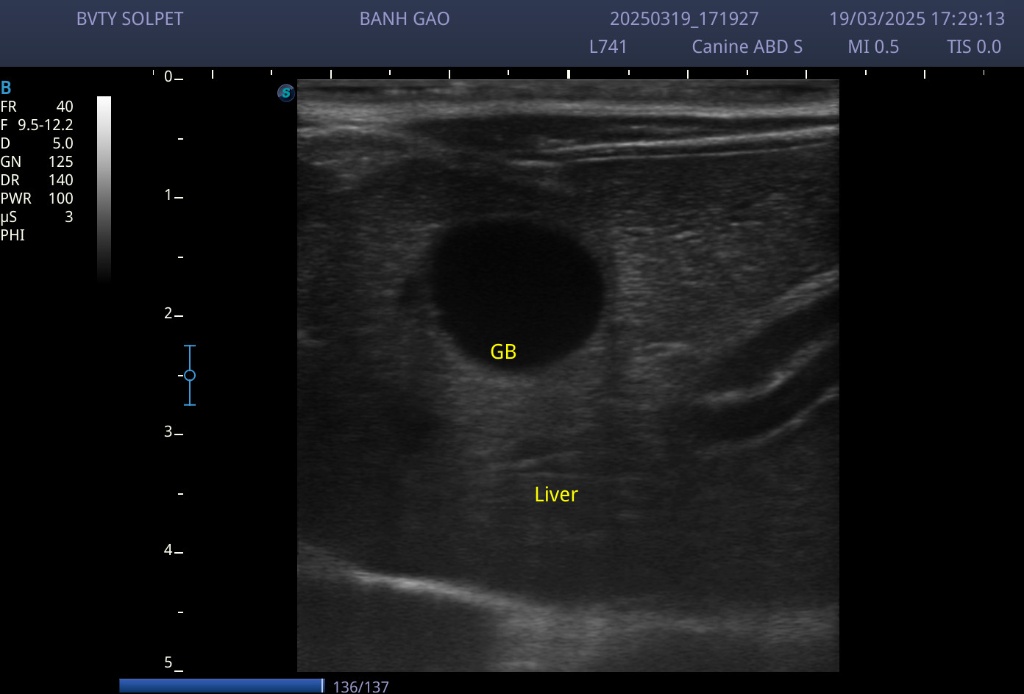 BVTY SOLPET BANH GAO 20250319_171927 19/03/2025 17:29:13
L741 Canine ABD S MI 0.5 TIS 0.0
B
FR 40
F 9.5-12.2
D 5.0
GN 125
DR 140
PWR 100
µS 3
PHI
0
S
1
2
GB
3
Liver
4
5
136/137